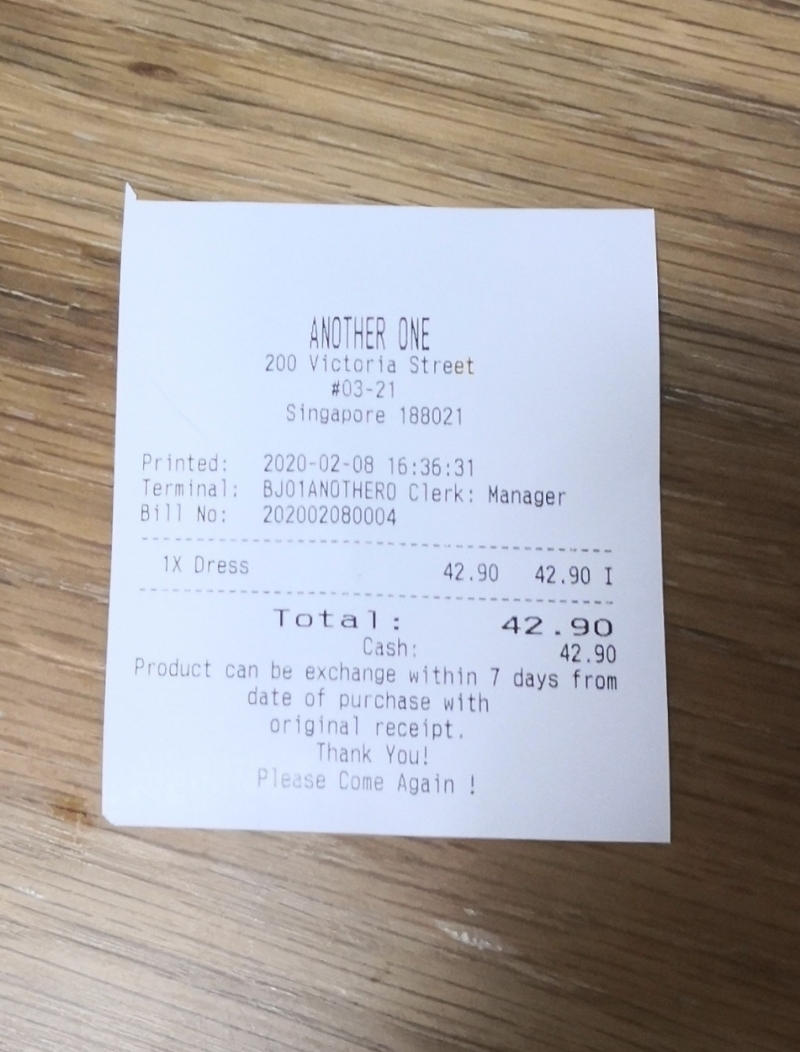 ANOTHER ONE
200 Victoria Street
#03-21
Singapore 188021
Printed: 2020-02-08 16:36:31
Terminal: BJ01ANOTHERO Clerk: Manager
Bill No: 202002080004
1X Dress 42.90 42.90 I
Total: 42.90
Cash: 42.90
Product can be exchange within 7 days from
date of purchase with
original receipt.
Thank You!
Please Come Again !